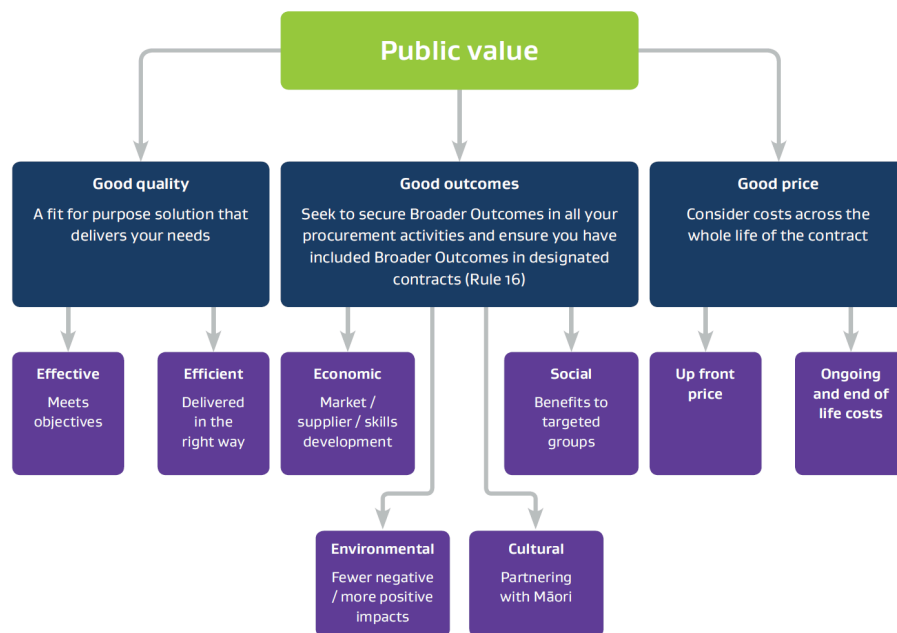 Public value
Good quality
A fit for purpose solution that
delivers your needs
Good outcomes
Seek to secure Broader Outcomes in all your
procurement activities and ensure you have
included Broader Outcomes in designated
contracts (Rule 16)
Good price
Consider costs across the
whole life of the contract
Effective
Meets
objectives
Efficient
Delivered
in the
right way
Economic
Market /
supplier / skills
development
Social
Benefits to
targeted
groups
Up front
price
Ongoing
and end of
life costs
Environmental
Fewer negative
/ more positive
impacts
Cultural
Partnering
with Māori